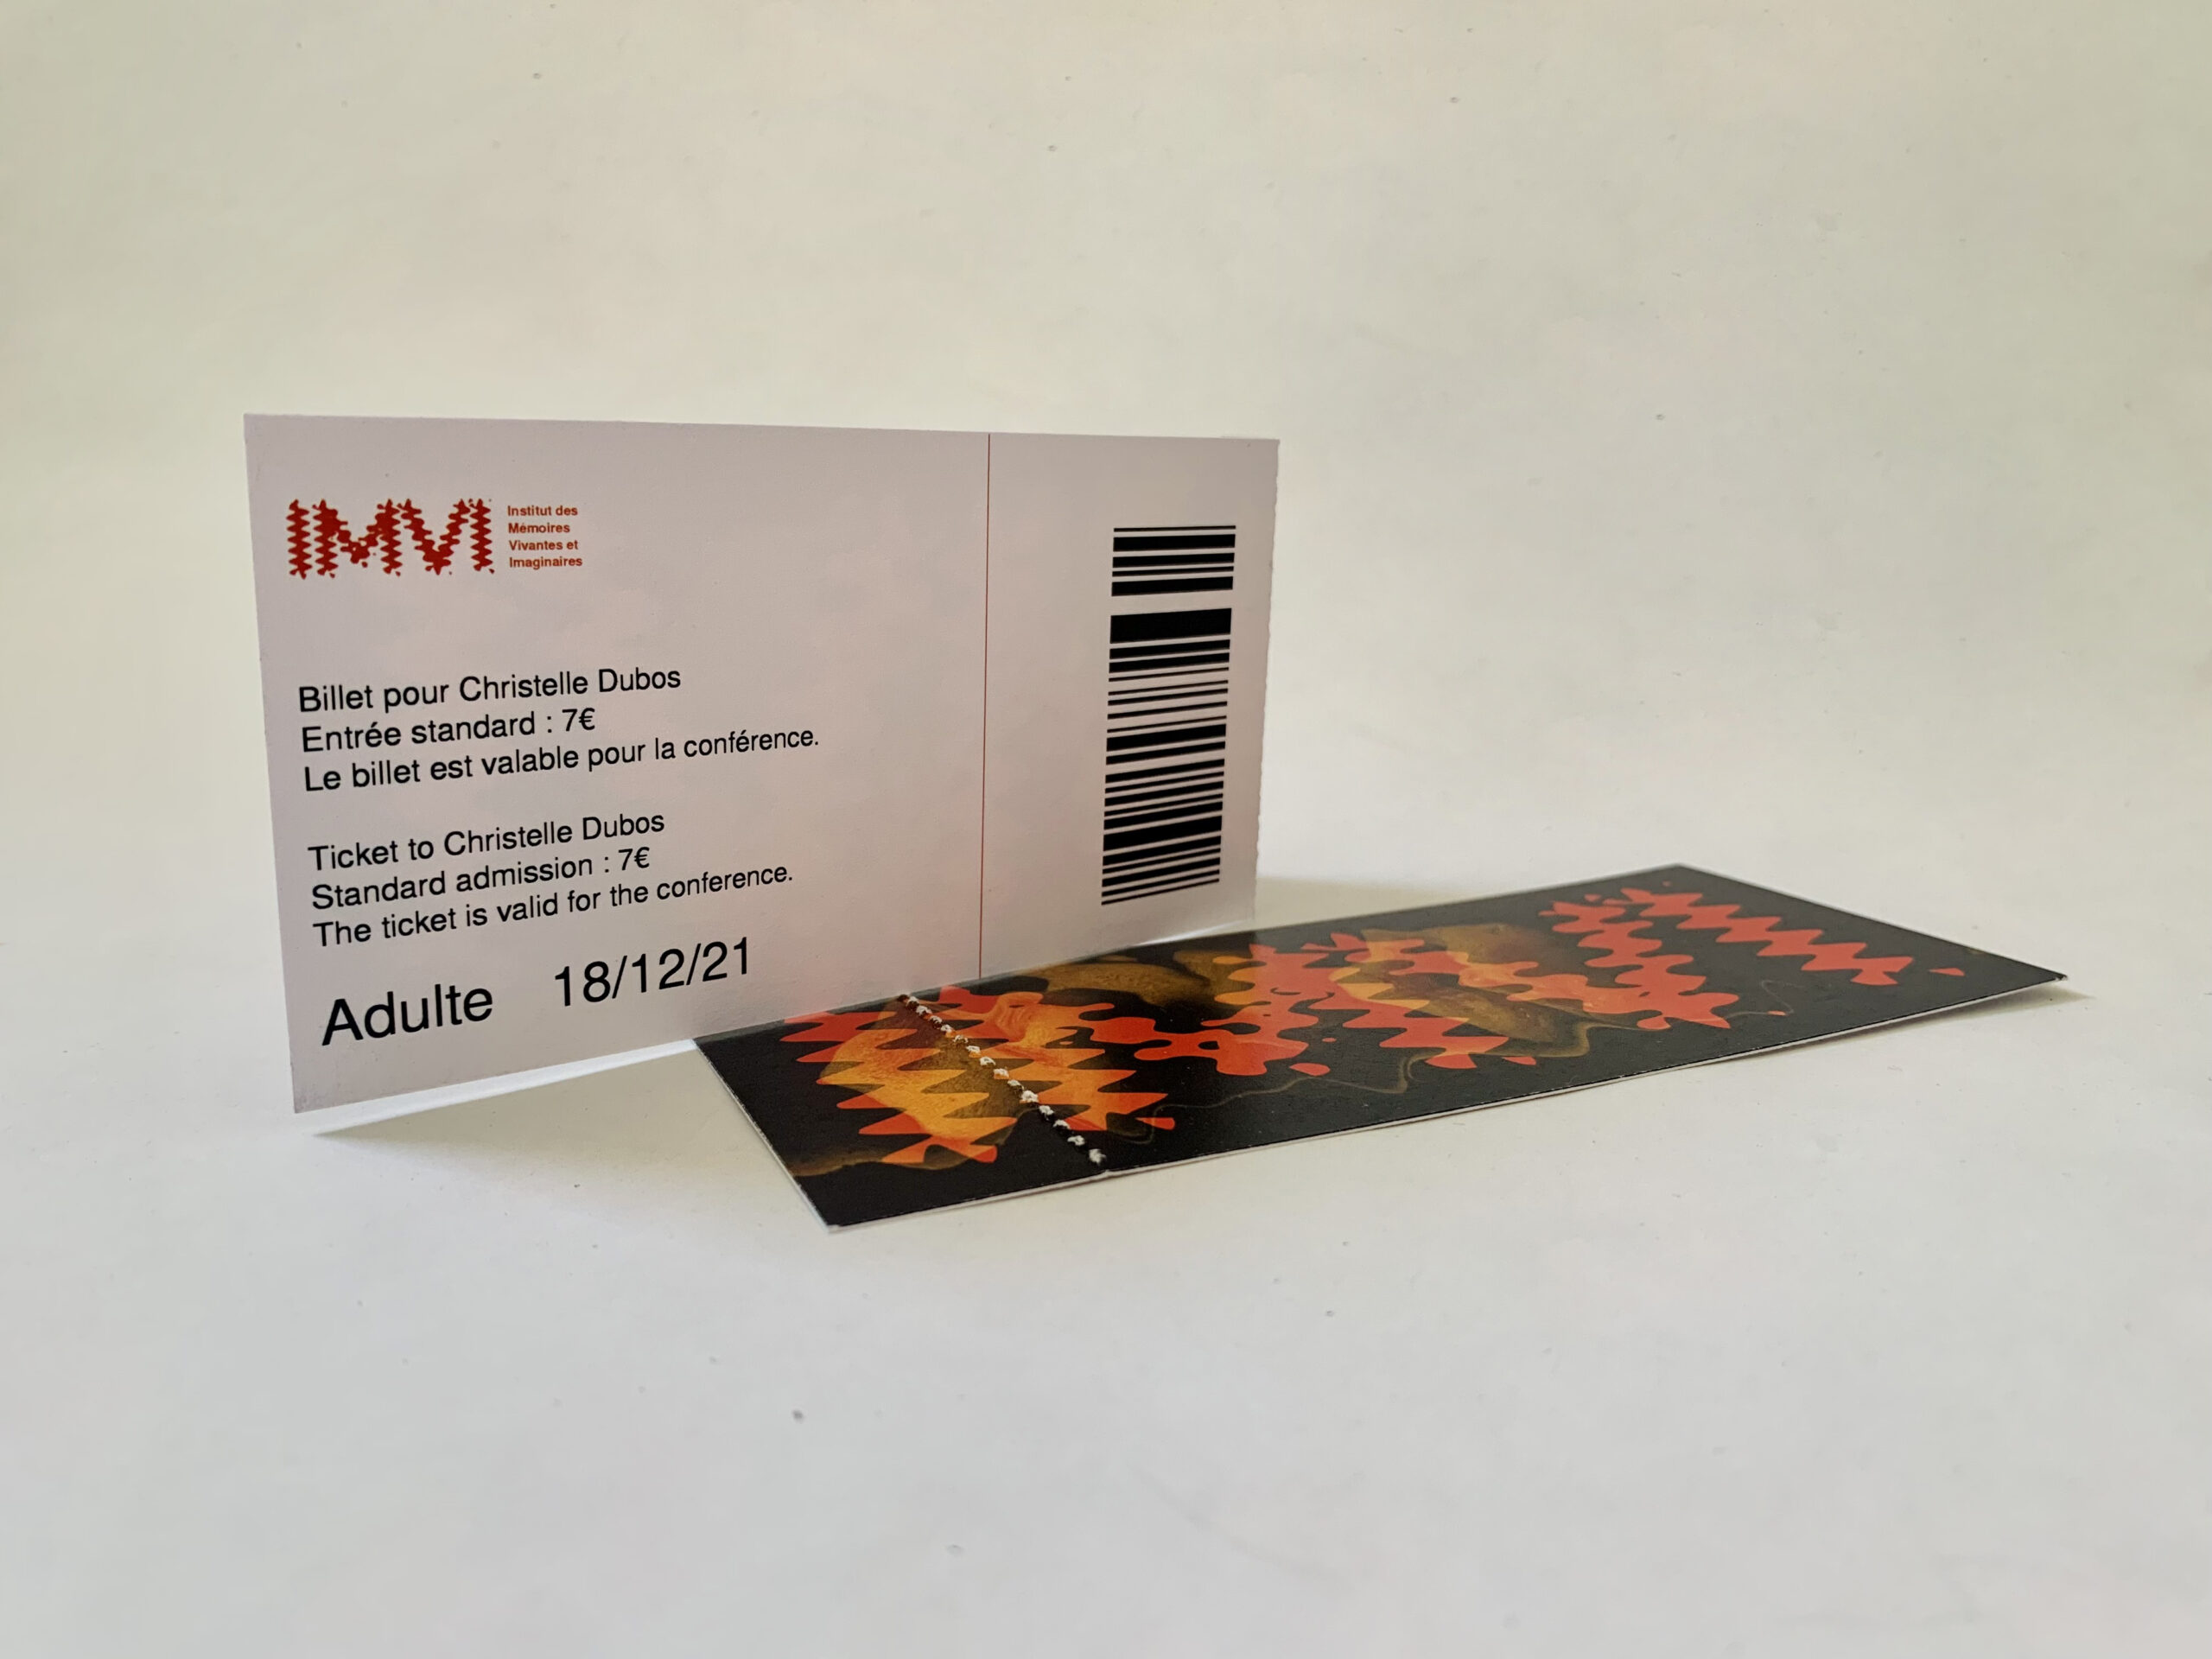 IMVI
Institut des
Mémoires
Vivantes et
Imaginaires
Billet pour Christelle Dubos
Entrée standard : 7€
Le billet est valable pour la conférence.
Ticket to Christelle Dubos
Standard admission : 7€
The ticket is valid for the conference.
Adulte 18/12/21
IMVI